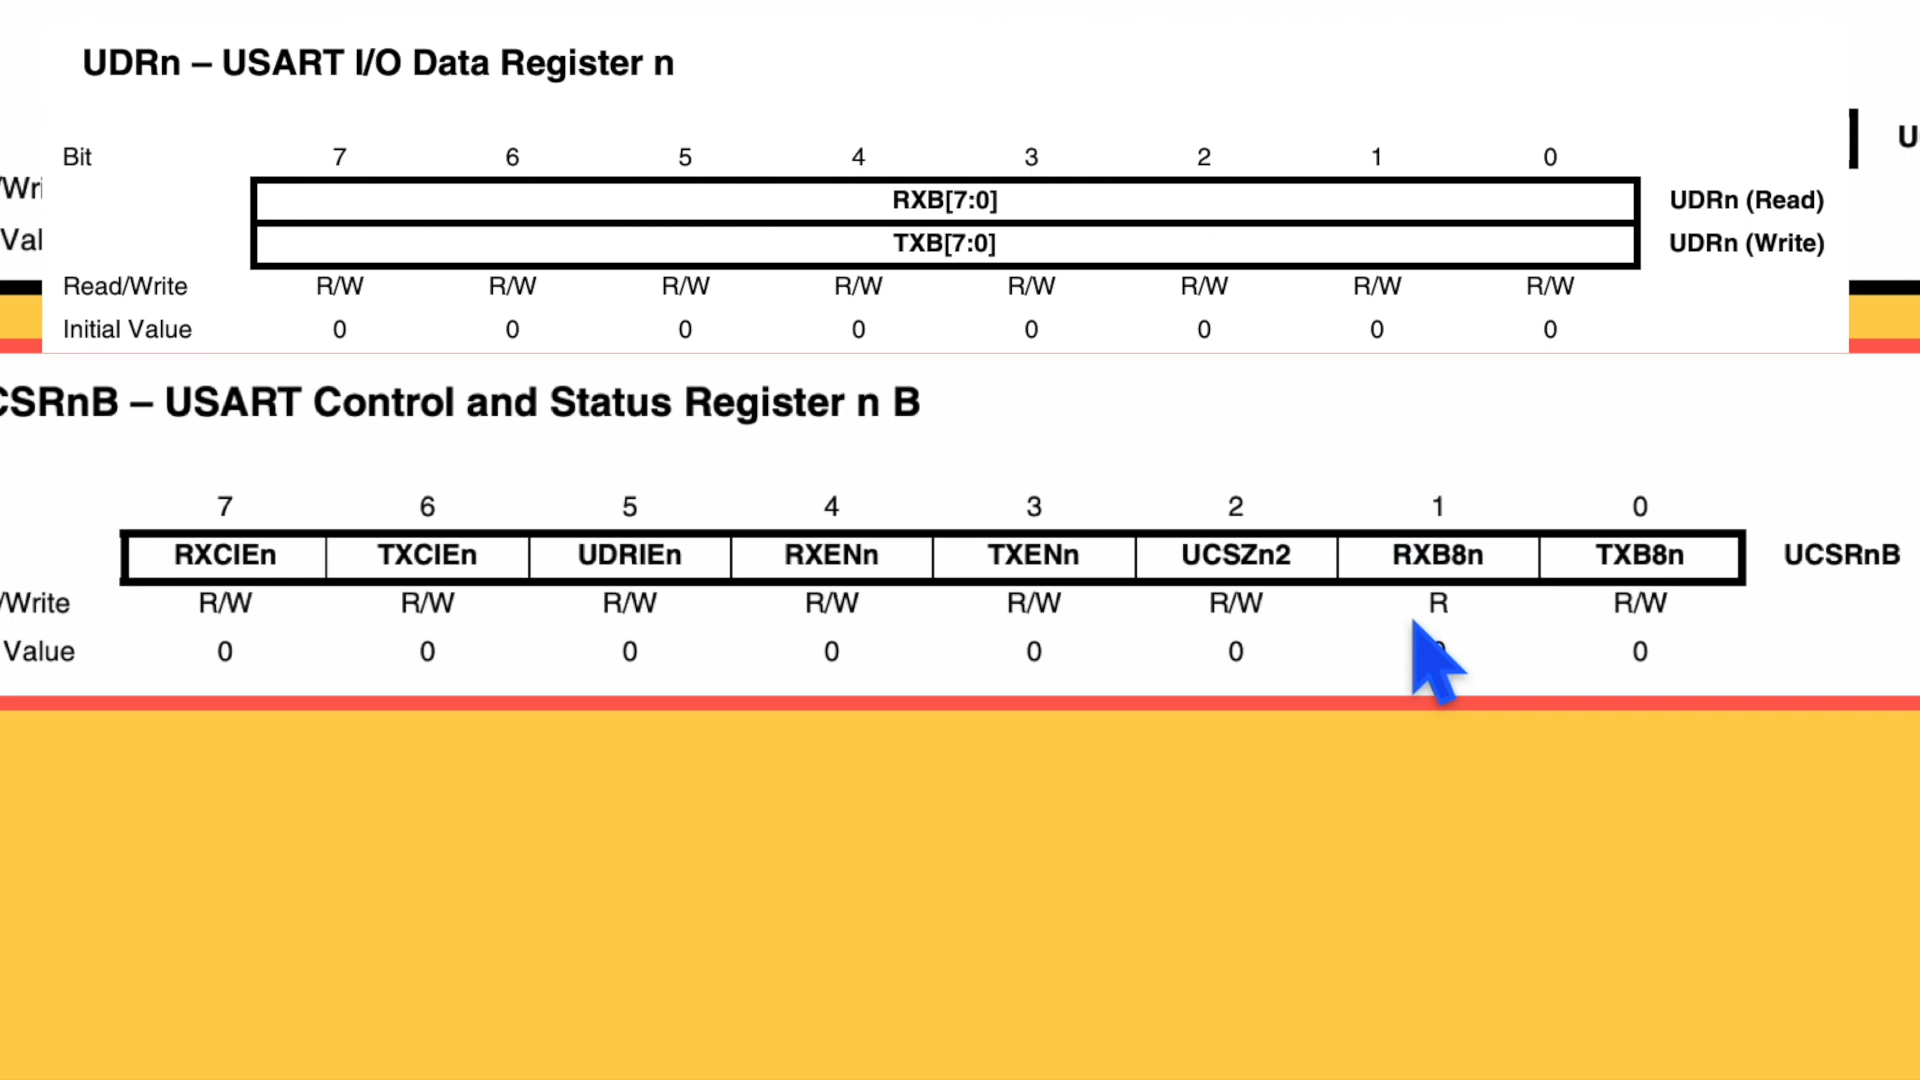 UDRn – USART I/O Data Register n
U
Bit 7 6 5 4 3 2 1 0
/Wri
RXB[7:0] UDRn (Read)
TXB[7:0] UDRn (Write)
Val
Read/Write R/W R/W R/W R/W R/W R/W R/W R/W
Initial Value 0 0 0 0 0 0 0 0
CSRnB – USART Control and Status Register n B
7 6 5 4 3 2 1 0
RXCIEn TXCIEn UDRIEn RXENn TXENn UCSZn2 RXB8n TXB8n UCSRnB
/Write R/W R/W R/W R/W R/W R/W R R/W
Value 0 0 0 0 0 0 0